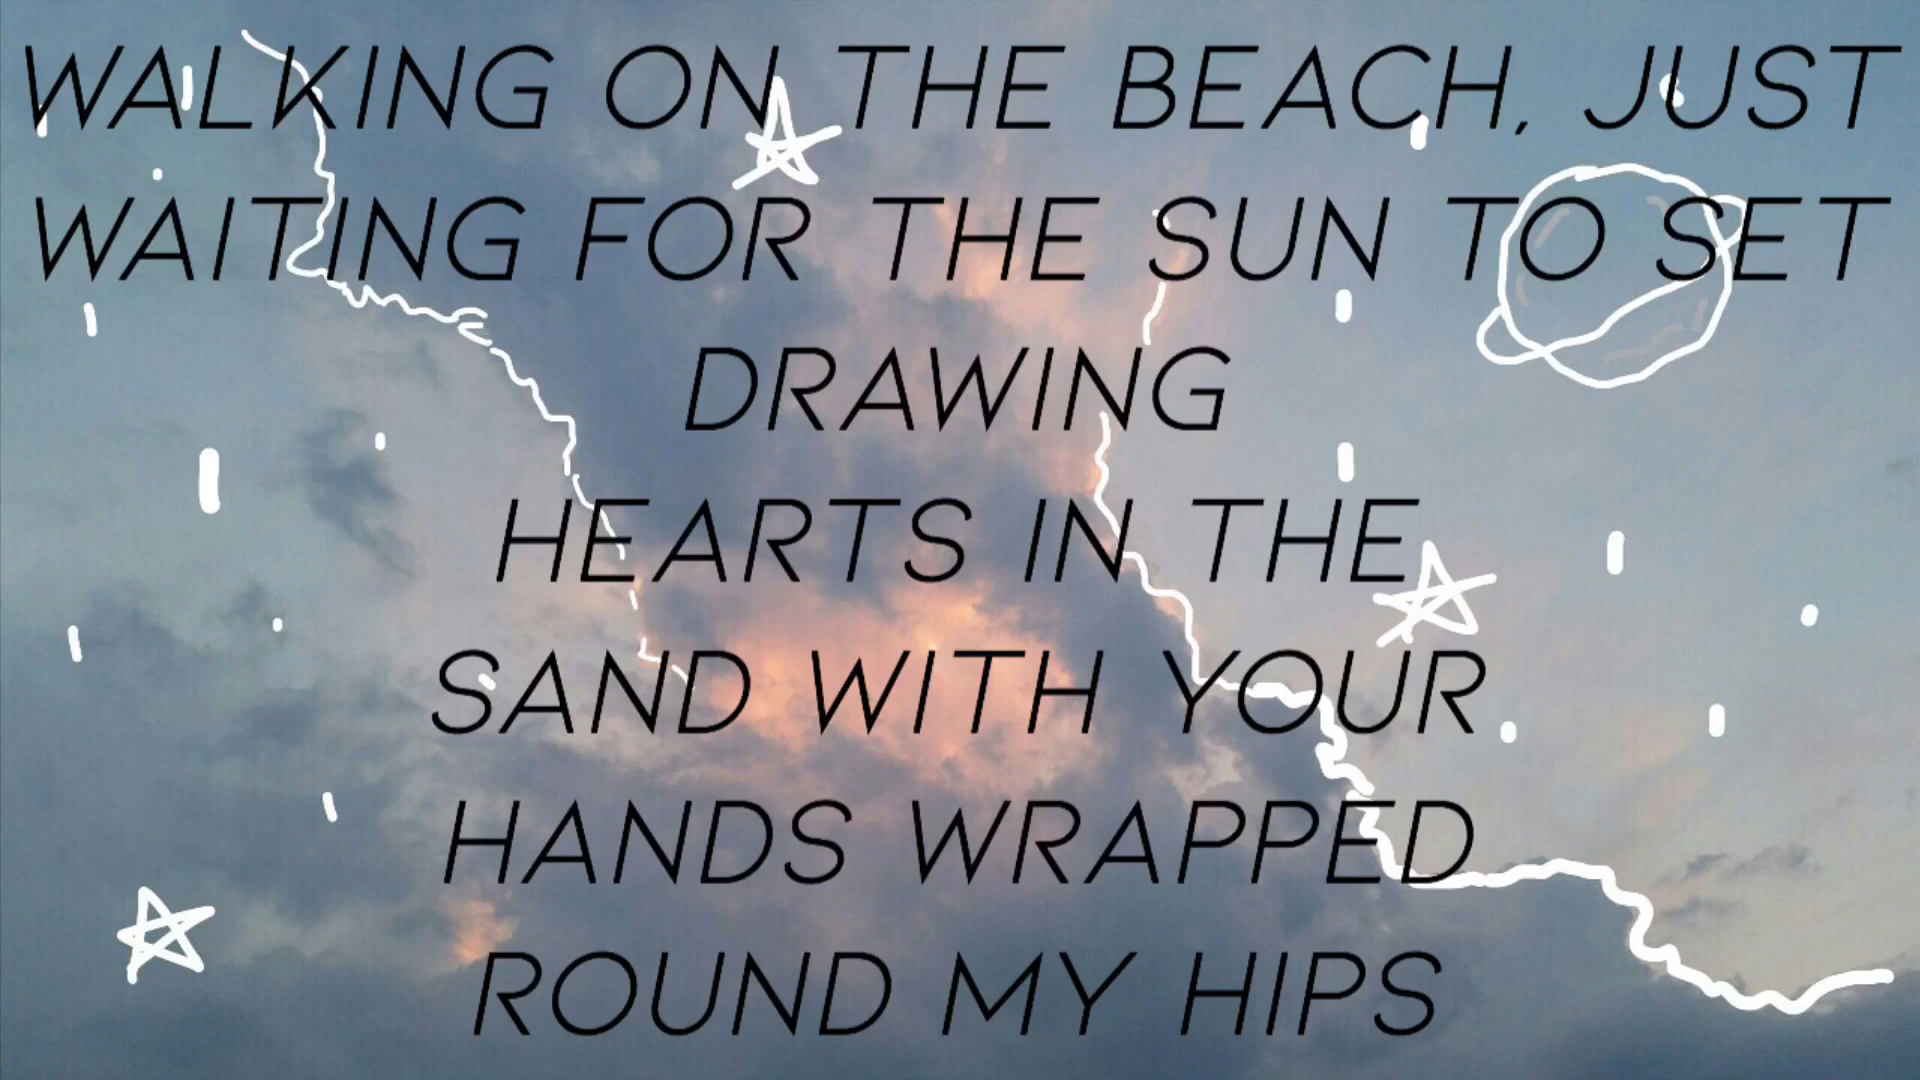 WALKING ON THE BEACH, JUST
WAITING FOR THE SUN TO SET
DRAWING
HEARTS IN THE
SAND WITH YOUR
HANDS WRAPPED
ROUND MY HIPS